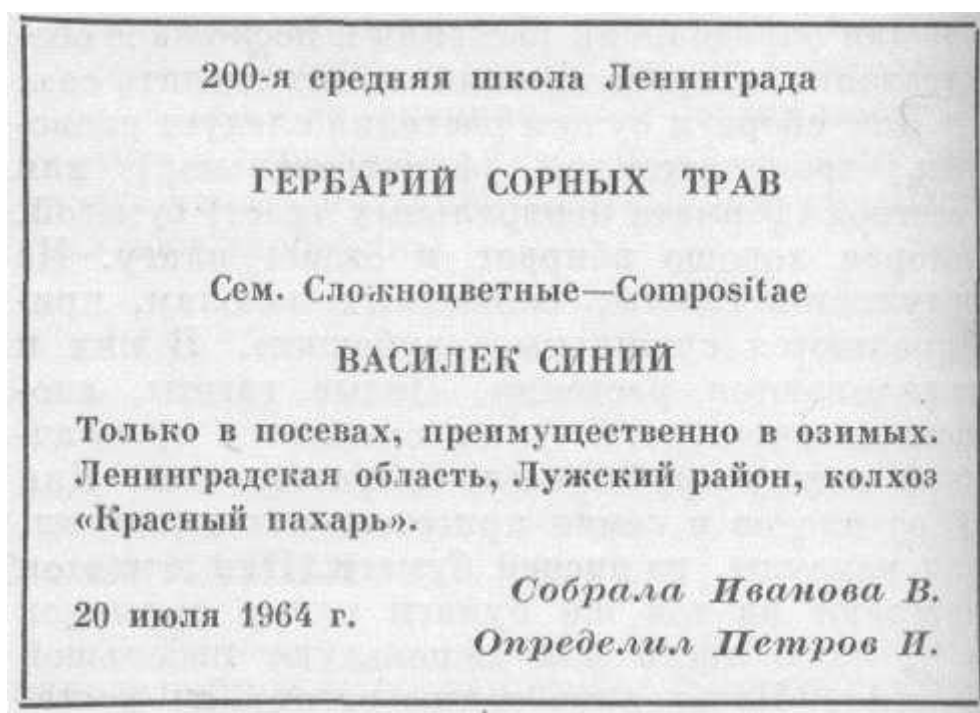 200-я средняя школа Ленинграда
ГЕРБАРИЙ СОРНЫХ ТРАВ
Сем. Сложноцветные—Compositae
ВАСИЛЕК СИНИЙ
Только в посевах, преимущественно в озимых.
Ленинградская область, Лужский район, колхоз
«Красный пахарь».
20 июля 1964 г.
Собрала Иванова В.
Определил Петров И.